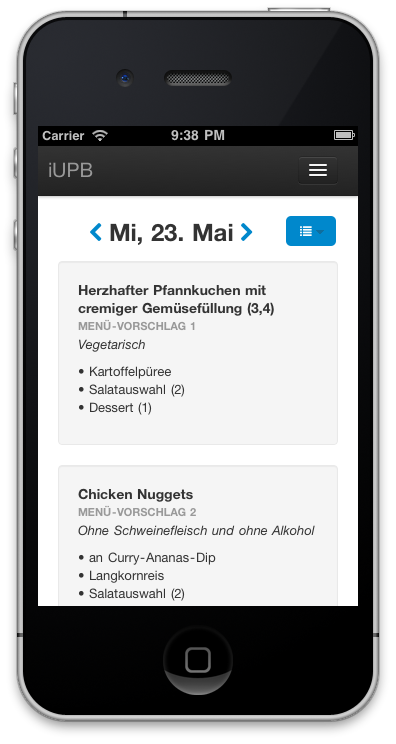 Carrier 9:38 PM
iUPB
Mi, 23. Mai
Herzhafter Pfannkuchen mit
cremiger Gemüsefüllung (3,4)
MENÜ-VORSCHLAG 1
Vegetarisch
• Kartoffelpüree
• Salatauswahl (2)
• Dessert (1)
Chicken Nuggets
MENÜ-VORSCHLAG 2
Ohne Schweinefleisch und ohne Alkohol
• an Curry-Ananas-Dip
• Langkornreis
• Salatauswahl (2)